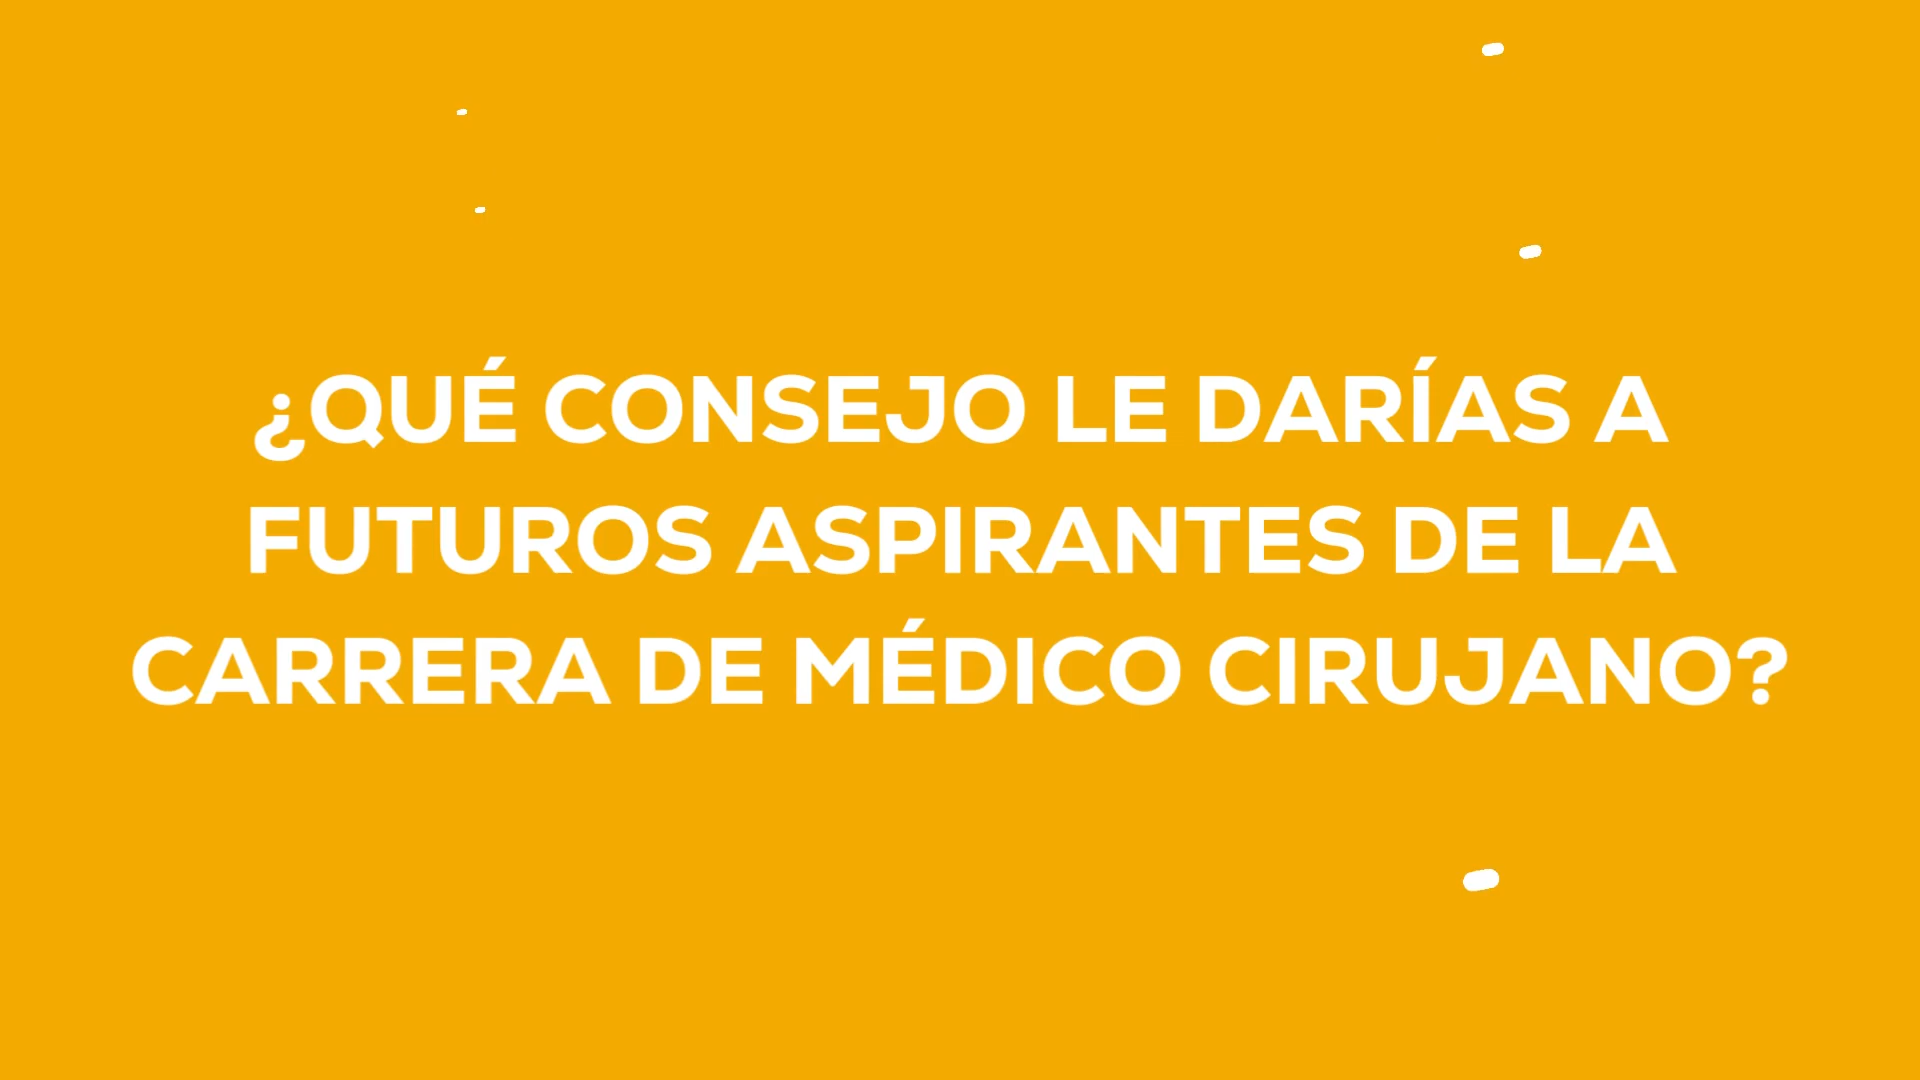 ¿QUÉ CONSEJO LE DARÍAS A
FUTUROS ASPIRANTES DE LA
CARRERA DE MÉDICO CIRUJANO?